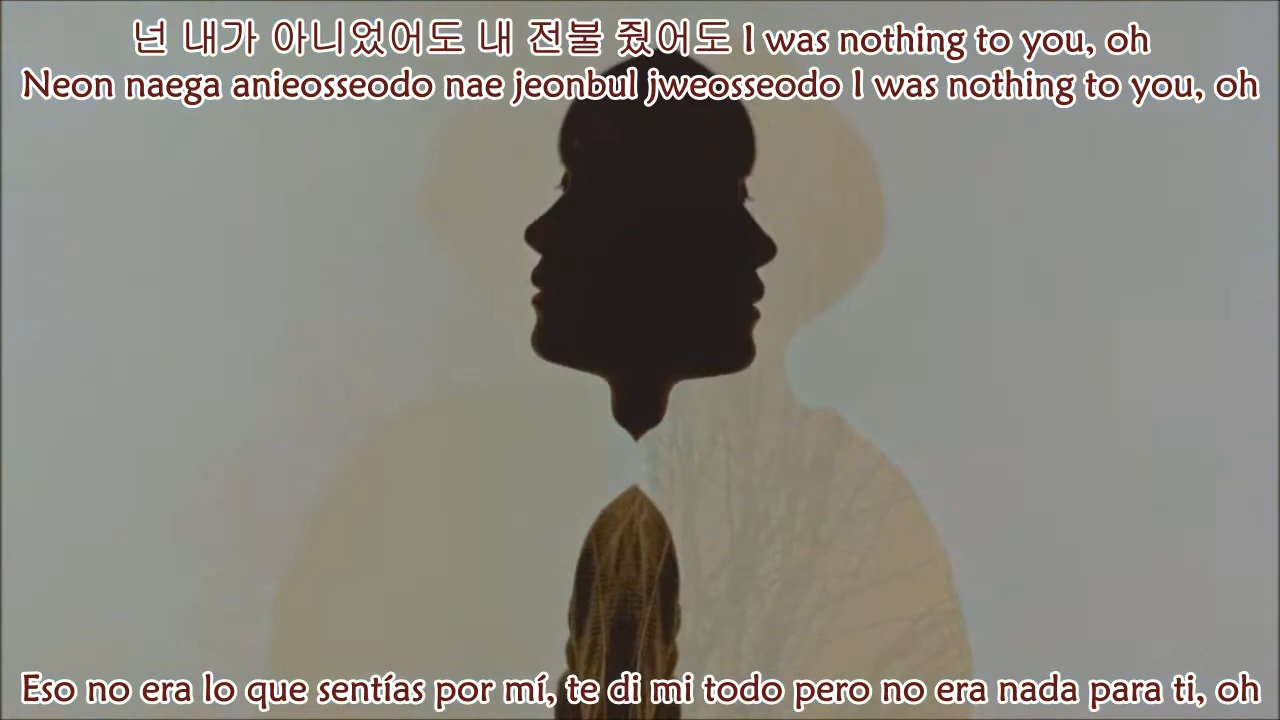 넌 내가 아니었어도 내 전불 줬어도 I was nothing to you, oh
Neon naega anieosseodo nae jeonbul jweosseodo I was nothing to you, oh
Eso no era lo que sentías por mí, te di mi todo pero no era nada para ti, oh